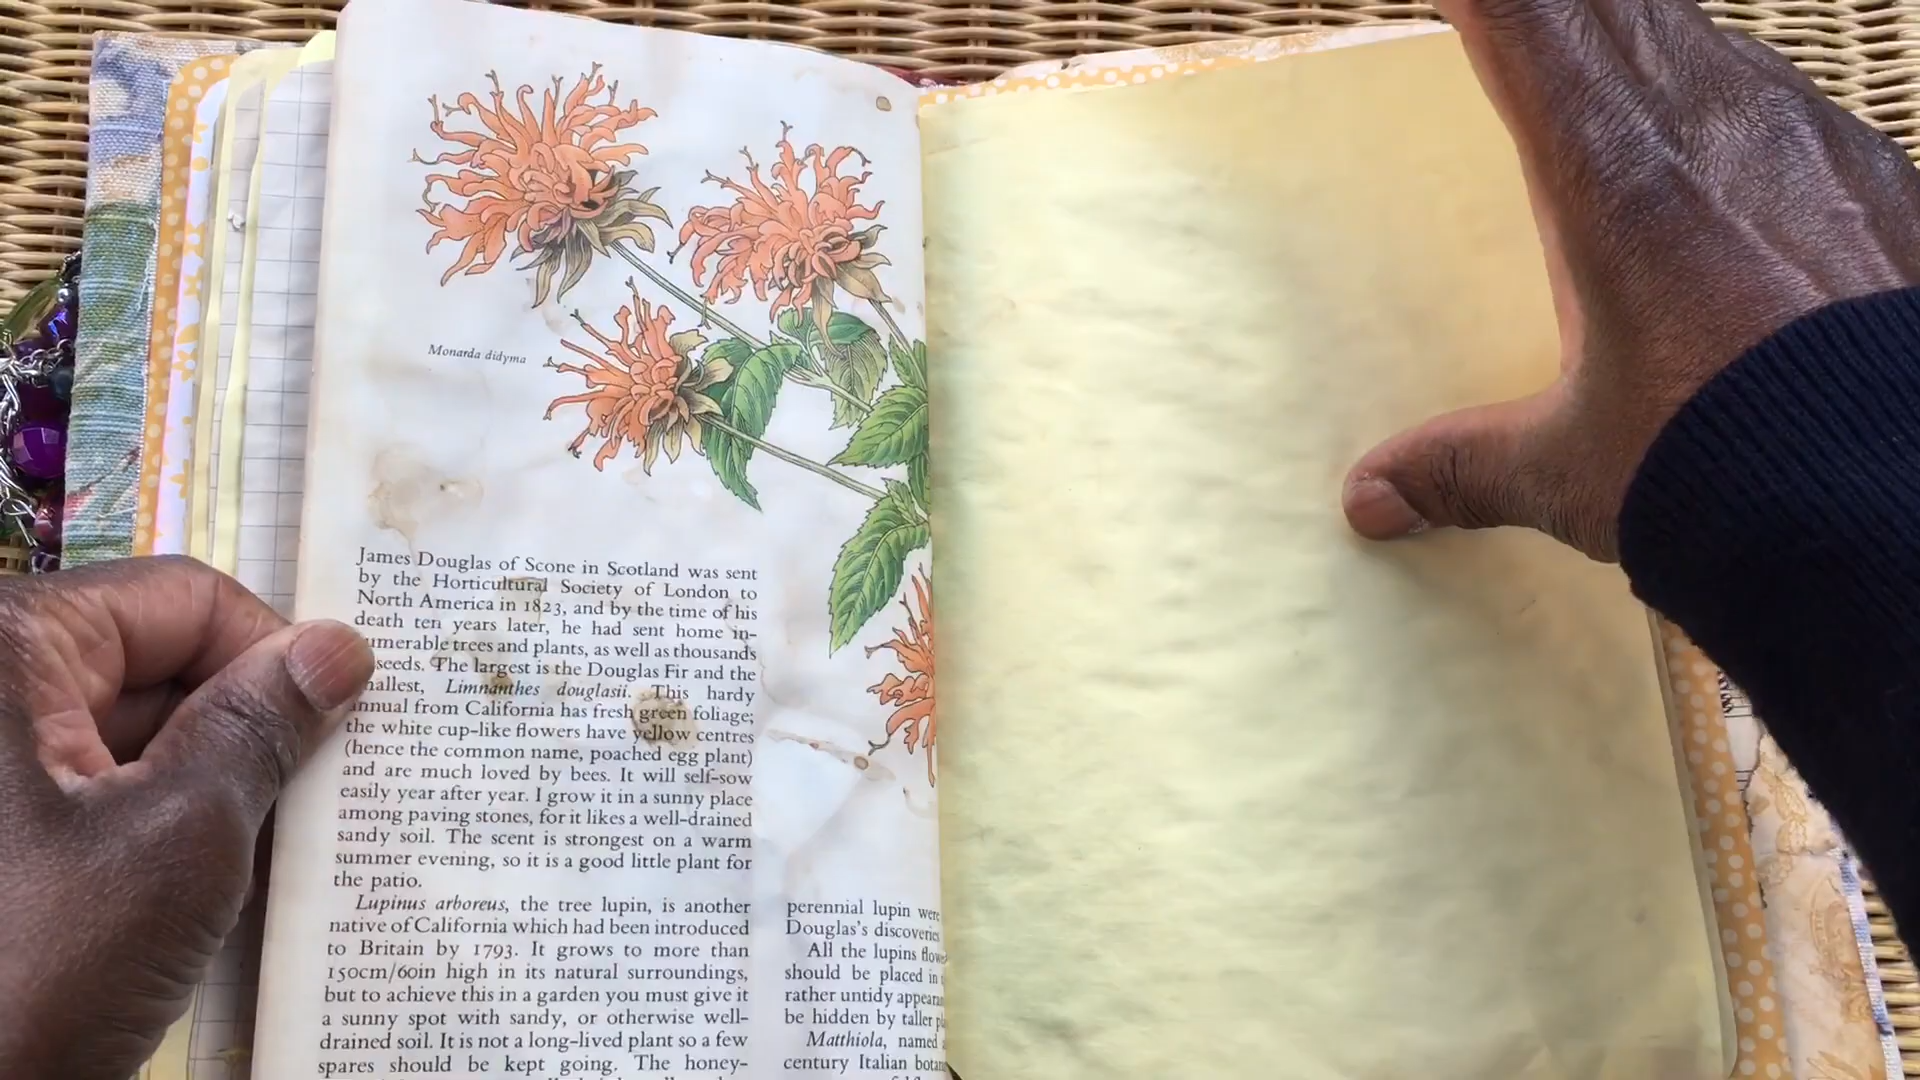 Monarda didyma
James Douglas of Scone in Scotland was sent
by the Horticultural Society of London to
North America in 1823, and by the time of his
death ten years later, he had sent home in-
umerable trees and plants, as well as thousands
seeds. The largest is the Douglas Fir and the
mallest, Limnanthes douglasii. This hardy
annual from California has fresh green foliage;
the white cup-like flowers have yellow centres
(hence the common name, poached egg plant)
and are much loved by bees. It will self-sow
easily year after year. I grow it in a sunny place
among paving stones, for it likes a well-drained
sandy soil. The scent is strongest on a warm
summer evening, so it is a good little plant for
the patio.
Lupinus arboreus, the tree lupin, is another
native of California which had been introduced
to Britain by 1793. It grows to more than
150cm/60in high in its natural surroundings,
but to achieve this in a garden you must give it
a sunny spot with sandy, or otherwise well-
drained soil. It is not a long-lived plant so a few
spares should be kept going. The honey-
perennial lupin were
Douglas's discoveries
All the lupins flow
should be placed in
rather untidy appearan
be hidden by taller
Matthiola, named
century Italian botan